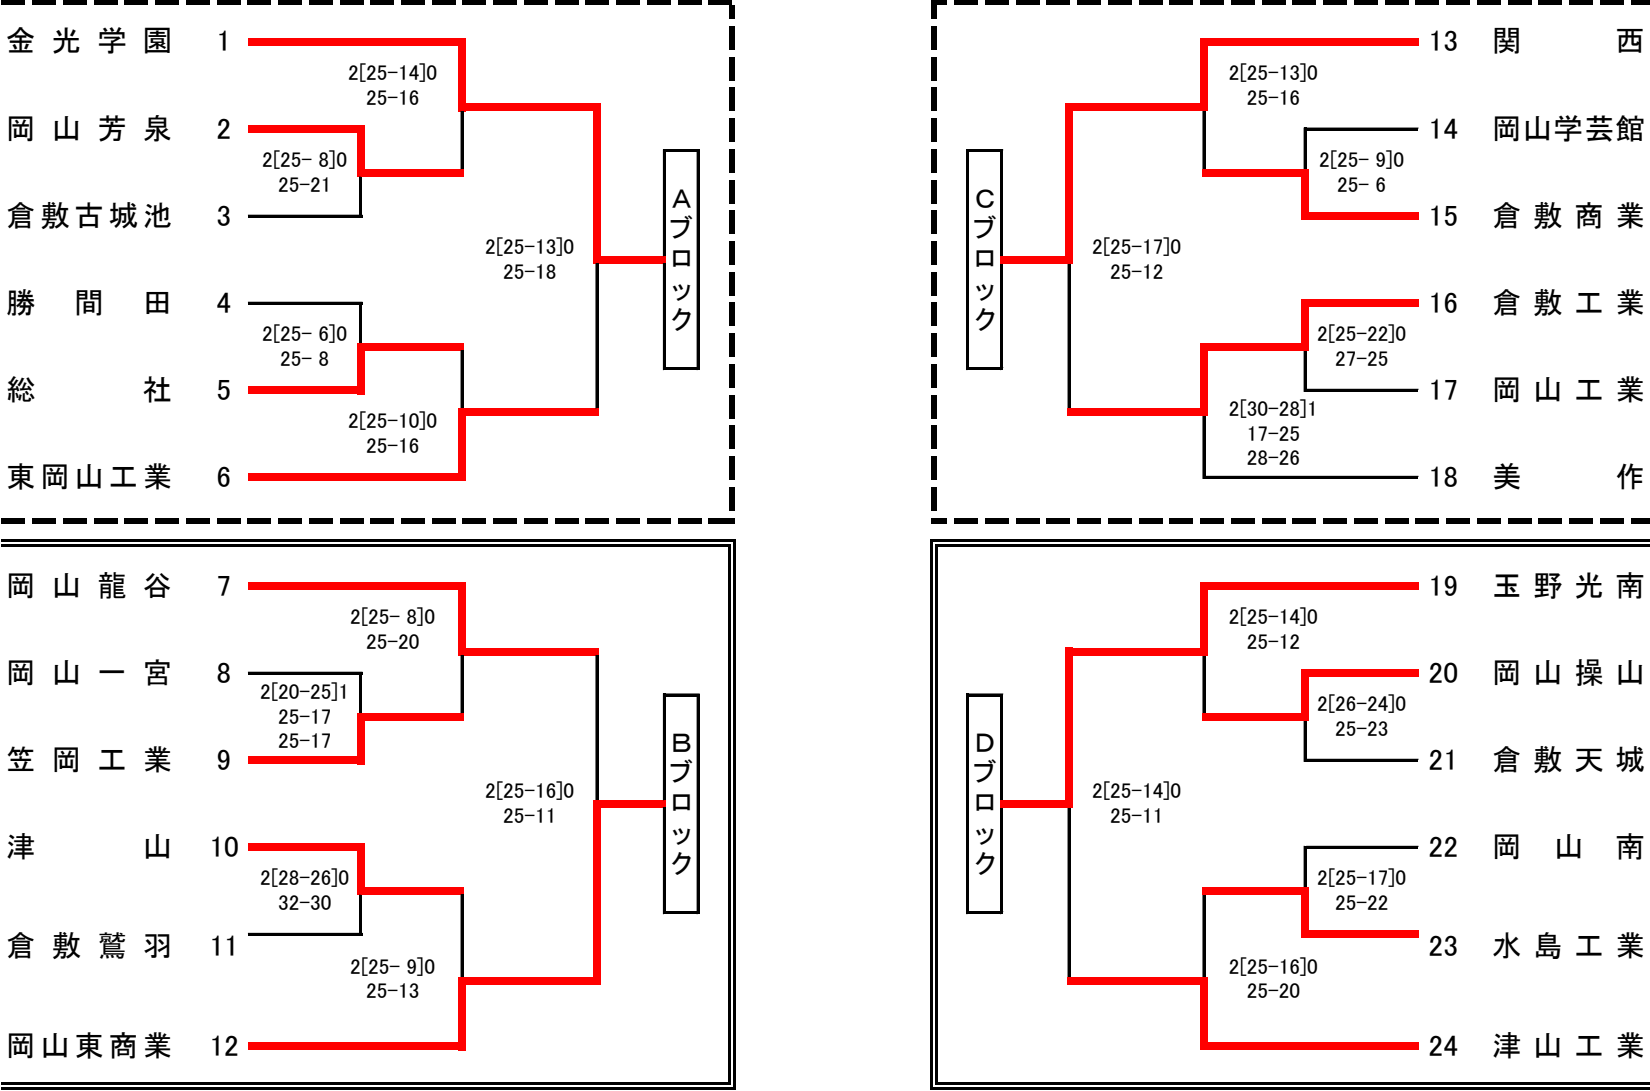 金光学園 1
2[25-14]0
25-16
岡山芳泉 2
2[25- 8]0
25-21
倉敷古城池 3
2[25-13]0
25-18
勝間田 4
2[25- 6]0
25- 8
総社 5
2[25-10]0
25-16
東岡山工業 6
Aブロック
13 関西
2[25-13]0
25-16
14 岡山学芸館
2[25- 9]0
25- 6
15 倉敷商業
2[25-17]0
25-12
16 倉敷工業
2[25-22]0
27-25
17 岡山工業
2[30-28]1
17-25
28-26
18 美作
Cブロック
岡山龍谷 7
2[25- 8]0
25-20
岡山一宮 8
2[20-25]1
25-17
25-17
笠岡工業 9
2[25-16]0
25-11
津山 10
2[28-26]0
32-30
倉敷鷲羽 11
2[25- 9]0
25-13
岡山東商業 12
Bブロック
19 玉野光南
2[25-14]0
25-12
20 岡山操山
2[26-24]0
25-23
21 倉敷天城
2[25-14]0
25-11
22 岡山南
2[25-17]0
25-22
23 水島工業
2[25-16]0
25-20
24 津山工業
Dブロック